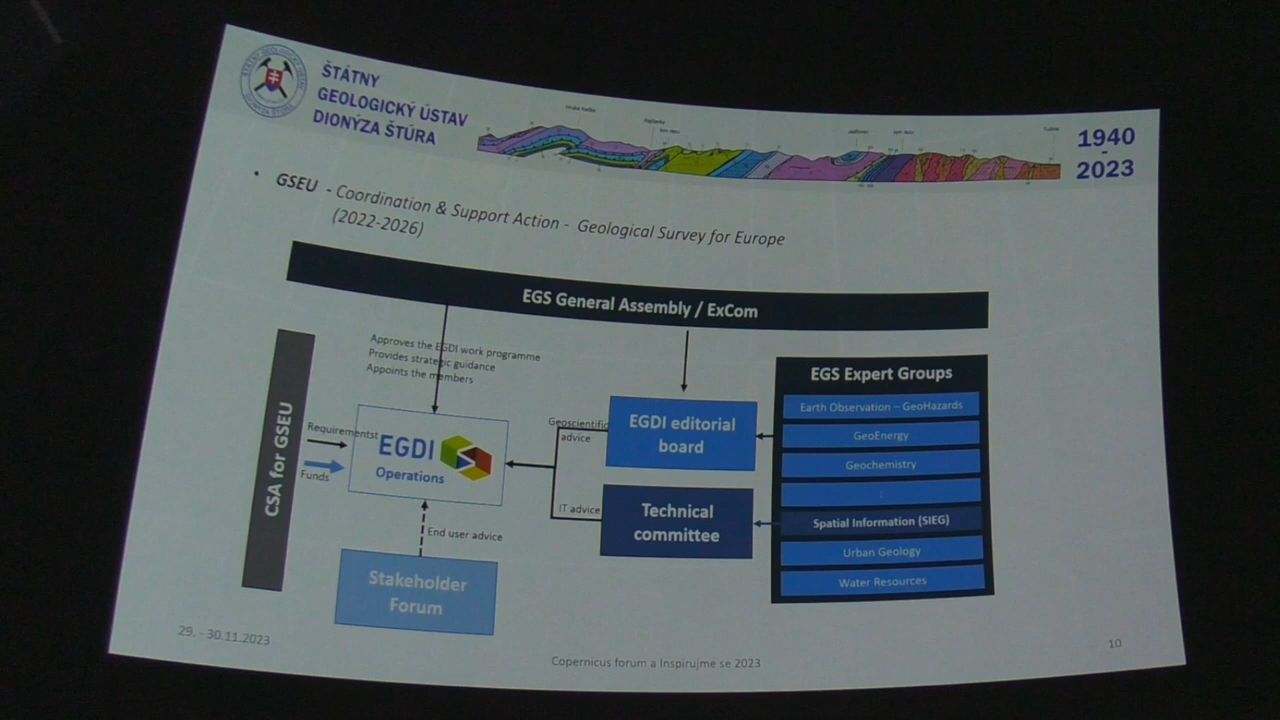 ŠTÁTNY
GEOLOGICKÝ ÚSTAV
DIONÝZA ŠTÚRA
1940
-
2023
• GSEU - Coordination & Support Action - Geological Survey for Europe
(2022-2026)
EGS General Assembly / ExCom
Approves the EGDI work programme
Provides strategic guidance
Appoints the members
CSA for GSEU
Requirementst
Funds
EGDI
Operations
End user advice
Stakeholder
Forum
Geoscientific
advice
IT advice
EGDI editorial
board
Technical
committee
EGS Expert Groups
Earth Observation – GeoHazards
GeoEnergy
Geochemistry
:
Spatial Information (SIEG)
Urban Geology
Water Resources
29. - 30.11.2023
Copernicus forum a Inspirujme se 2023
10